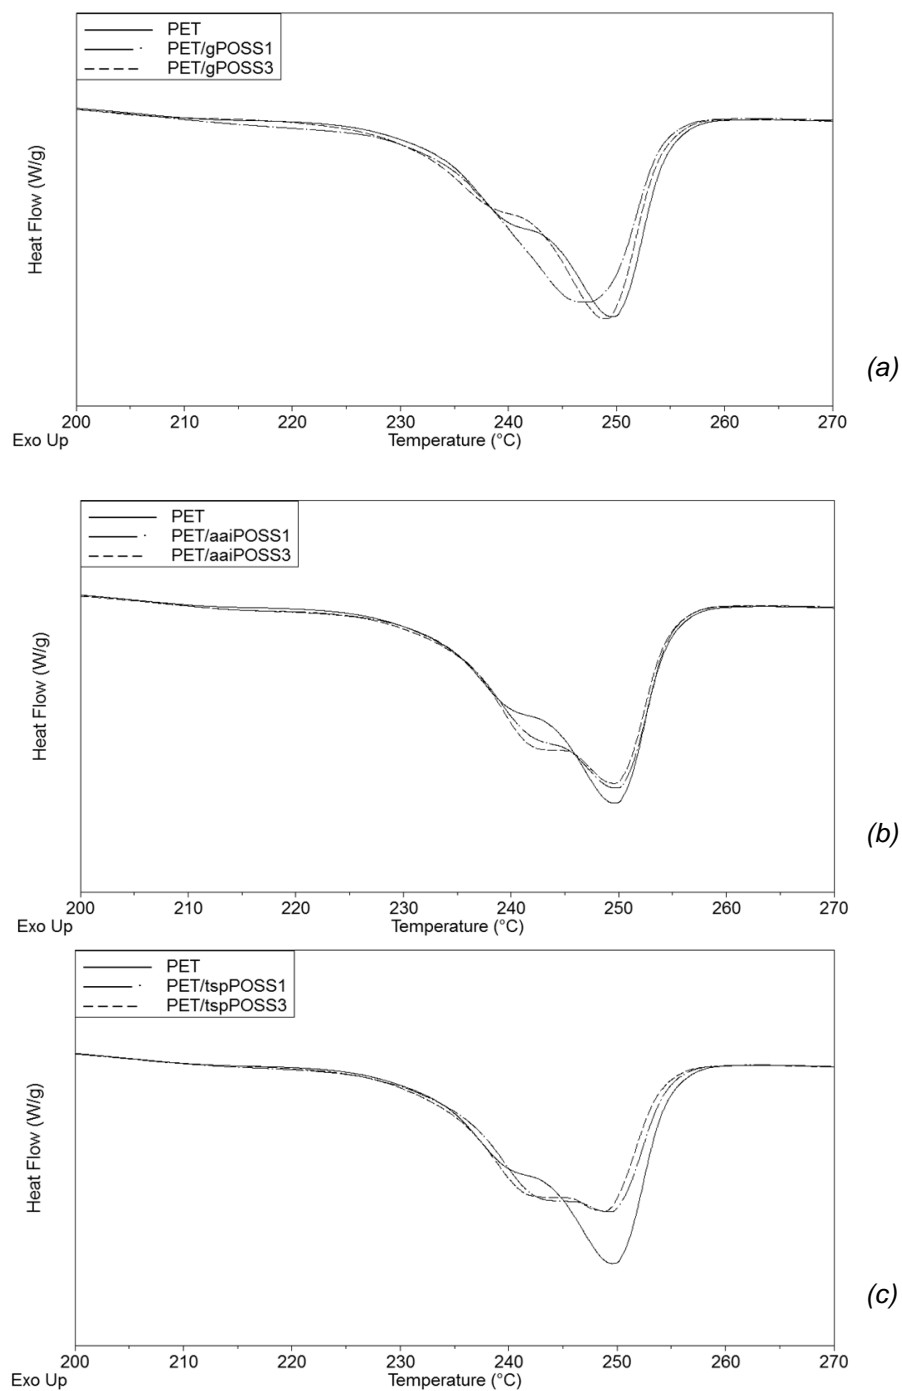 PET
PET/gPOSS1
PET/gPOSS3
Heat Flow (W/g)
(a)
200 210 220 230 240 250 260 270
Exo Up Temperature (°C)
PET
PET/aaiPOSS1
PET/aaiPOSS3
Heat Flow (W/g)
(b)
200 210 220 230 240 250 260 270
Exo Up Temperature (°C)
PET
PET/tspPOSS1
PET/tspPOSS3
Heat Flow (W/g)
(c)
200 210 220 230 240 250 260 270
Exo Up Temperature (°C)